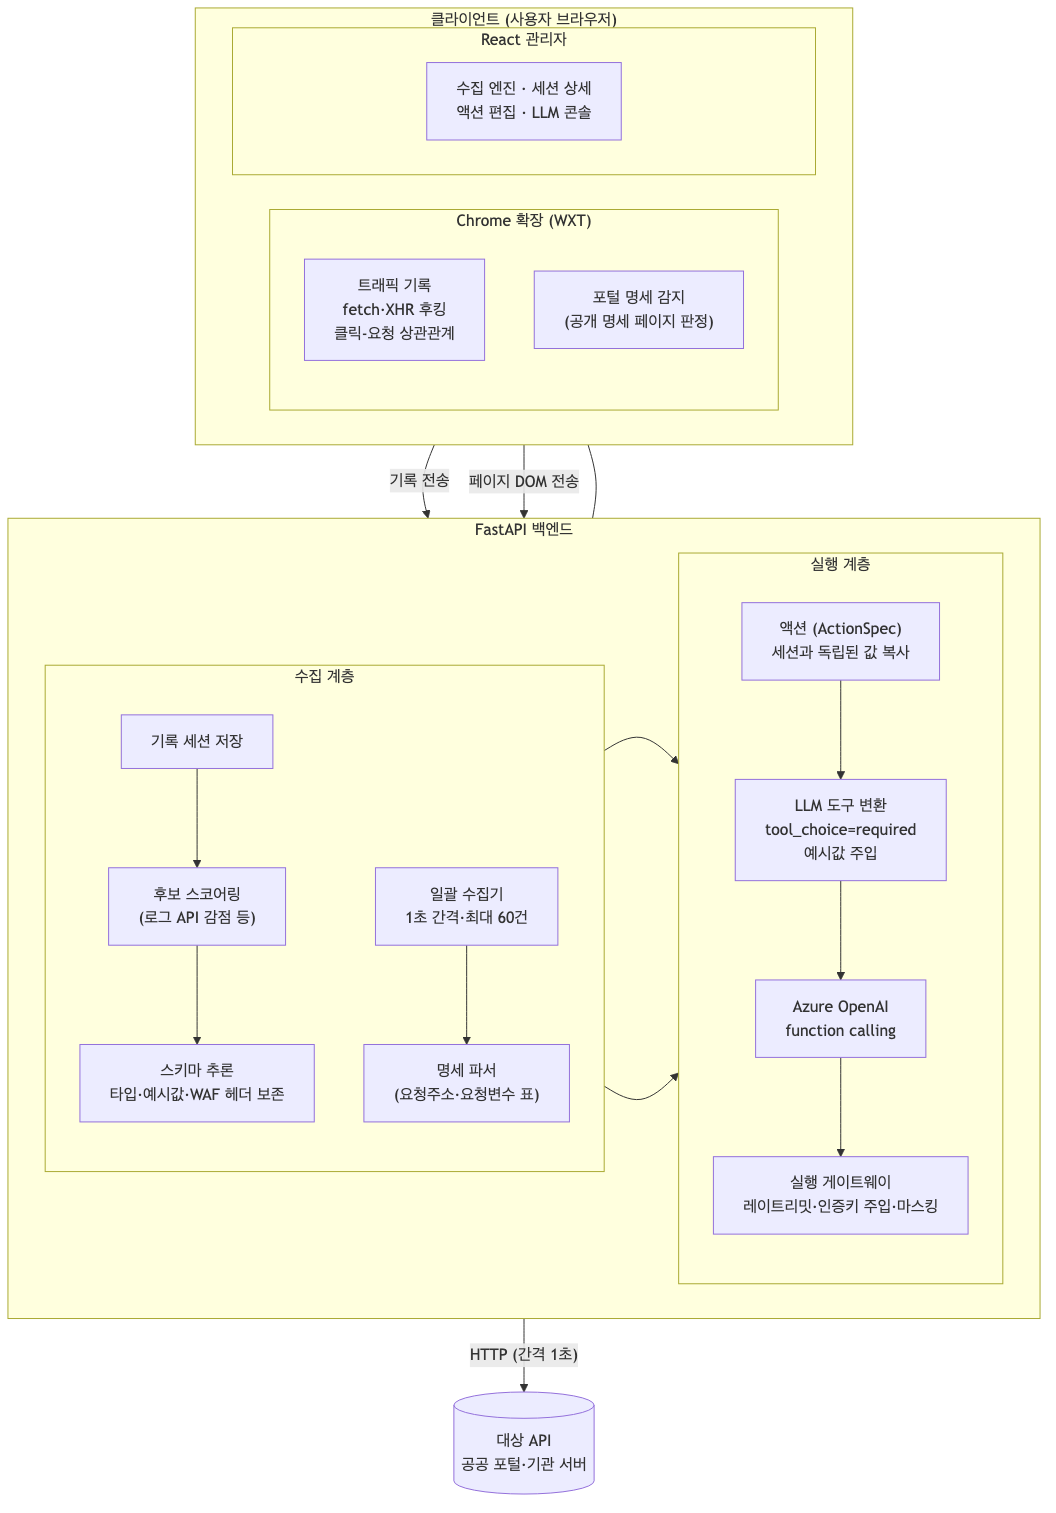 클라이언트 (사용자 브라우저)
React 관리자
수집 엔진 · 세션 상세
액션 편집 · LLM 콘솔
Chrome 확장 (WXT)
트래픽 기록
fetch·XHR 후킹
클릭-요청 상관관계
포털 명세 감지
(공개 명세 페이지 판정)
기록 전송
페이지 DOM 전송
FastAPI 백엔드
수집 계층
기록 세션 저장
후보 스코어링
(로그 API 감점 등)
스키마 추론
타입·예시값·WAF 헤더 보존
일괄 수집기
1초 간격·최대 60건
명세 파서
(요청주소·요청변수 표)
실행 계층
액션 (ActionSpec)
세션과 독립된 값 복사
LLM 도구 변환
tool_choice=required
예시값 주입
Azure OpenAI
function calling
실행 게이트웨이
레이트리밋·인증키 주입·마스킹
HTTP (간격 1초)
대상 API
공공 포털·기관 서버